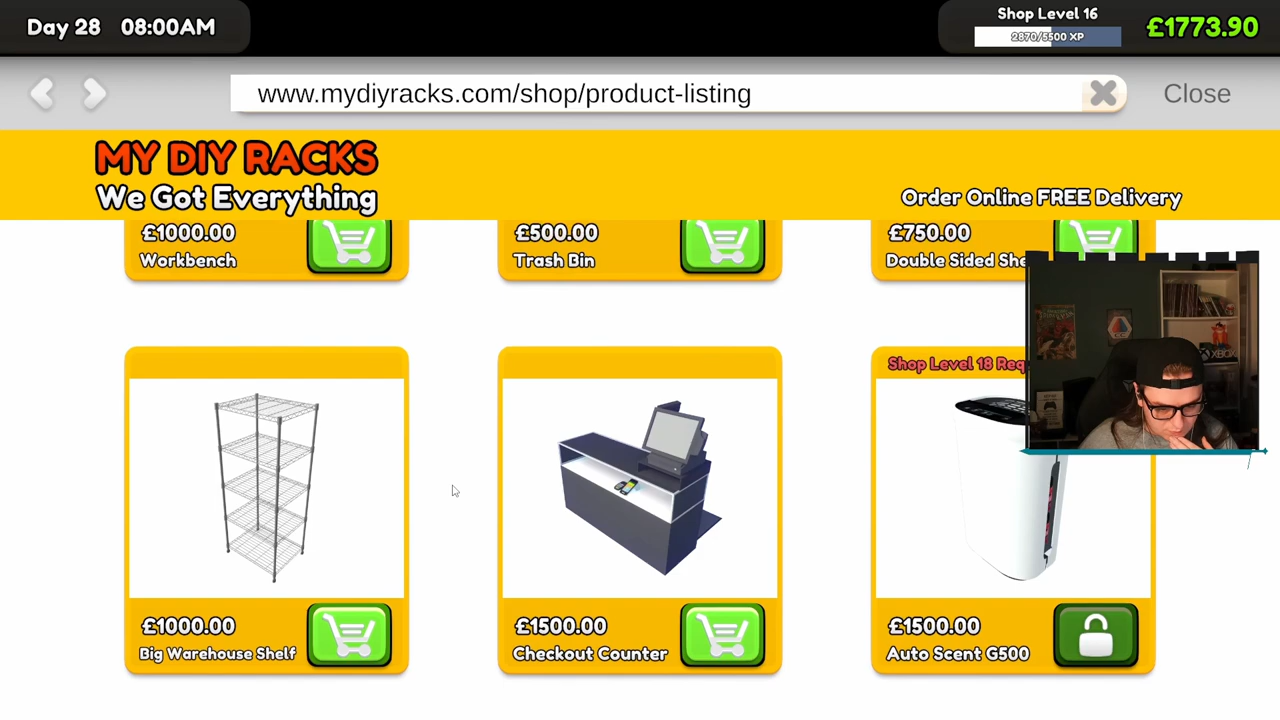 Day 28 08:00AM
Shop Level 16
2870/5500 XP
£1773.90
www.mydiyracks.com/shop/product-listing
Close
MY DIY RACKS
We Got Everything
Order Online FREE Delivery
£1000.00
Workbench
£500.00
Trash Bin
£750.00
Double Sided She
Shop Level 18 Req
£1000.00
Big Warehouse Shelf
£1500.00
Checkout Counter
£1500.00
Auto Scent G500
XBOX